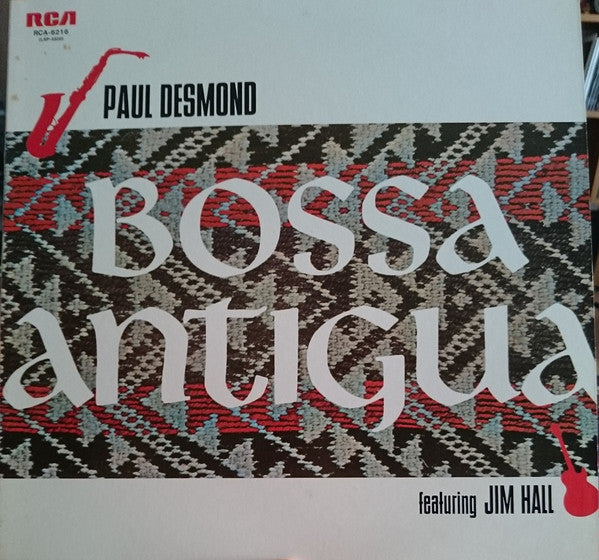 RCA
RCA-6216
PAUL DESMOND
BOSSA
ANTIGUA
featuring JIM HALL